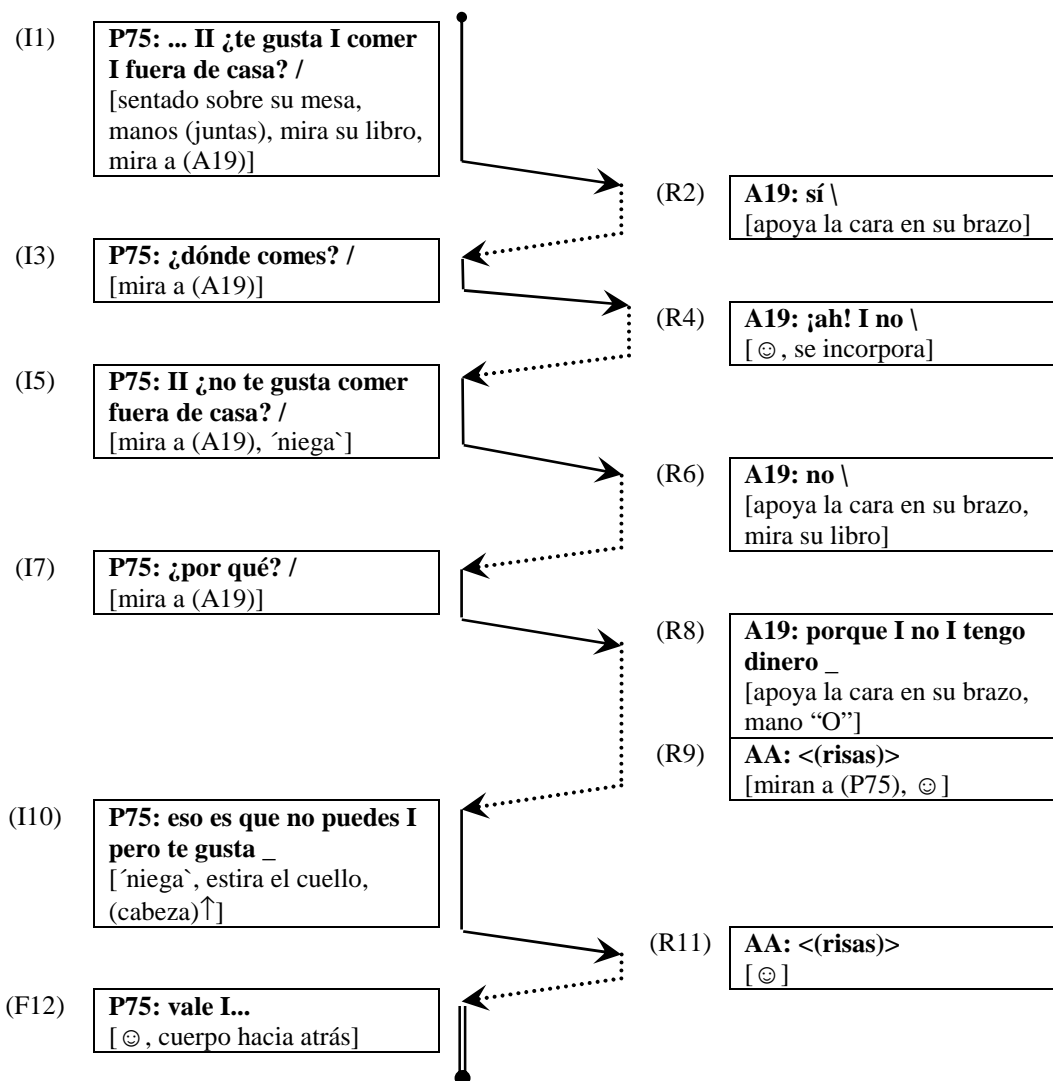 (I1)
P75: ... II ¿te gusta I comer
I fuera de casa? /
[sentado sobre su mesa,
manos (juntas), mira su libro,
mira a (A19)]
(R2)
A19: sí \
[apoya la cara en su brazo]
(I3)
P75: ¿dónde comes? /
[mira a (A19)]
(R4)
A19: ¡ah! I no \
[☺, se incorpora]
(I5)
P75: II ¿no te gusta comer
fuera de casa? /
[mira a (A19), ´niega`]
(R6)
A19: no \
[apoya la cara en su brazo,
mira su libro]
(I7)
P75: ¿por qué? /
[mira a (A19)]
(R8)
A19: porque I no I tengo
dinero _
[apoya la cara en su brazo,
mano “O”]
(R9)
AA: <(risas)>
[miran a (P75), ☺]
(I10)
P75: eso es que no puedes I
pero te gusta _
[´niega`, estira el cuello,
(cabeza)↑]
(R11)
AA: <(risas)>
[☺]
(F12)
P75: vale I...
[☺, cuerpo hacia atrás]